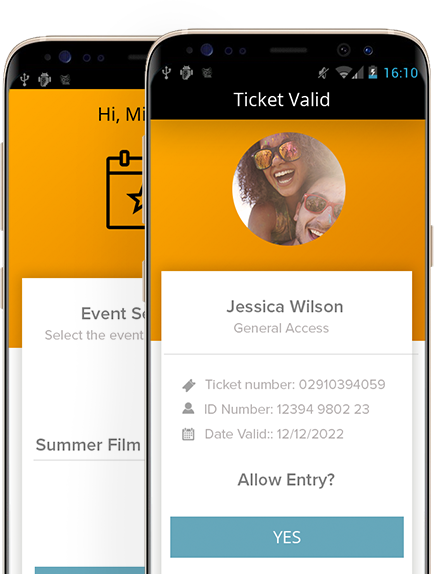 Hi, Mi
Event Se
Select the event
Summer Film
16:10
Ticket Valid
Jessica Wilson
General Access
Ticket number: 02910394059
ID Number: 12394 9802 23
Date Valid:: 12/12/2022
Allow Entry?
YES